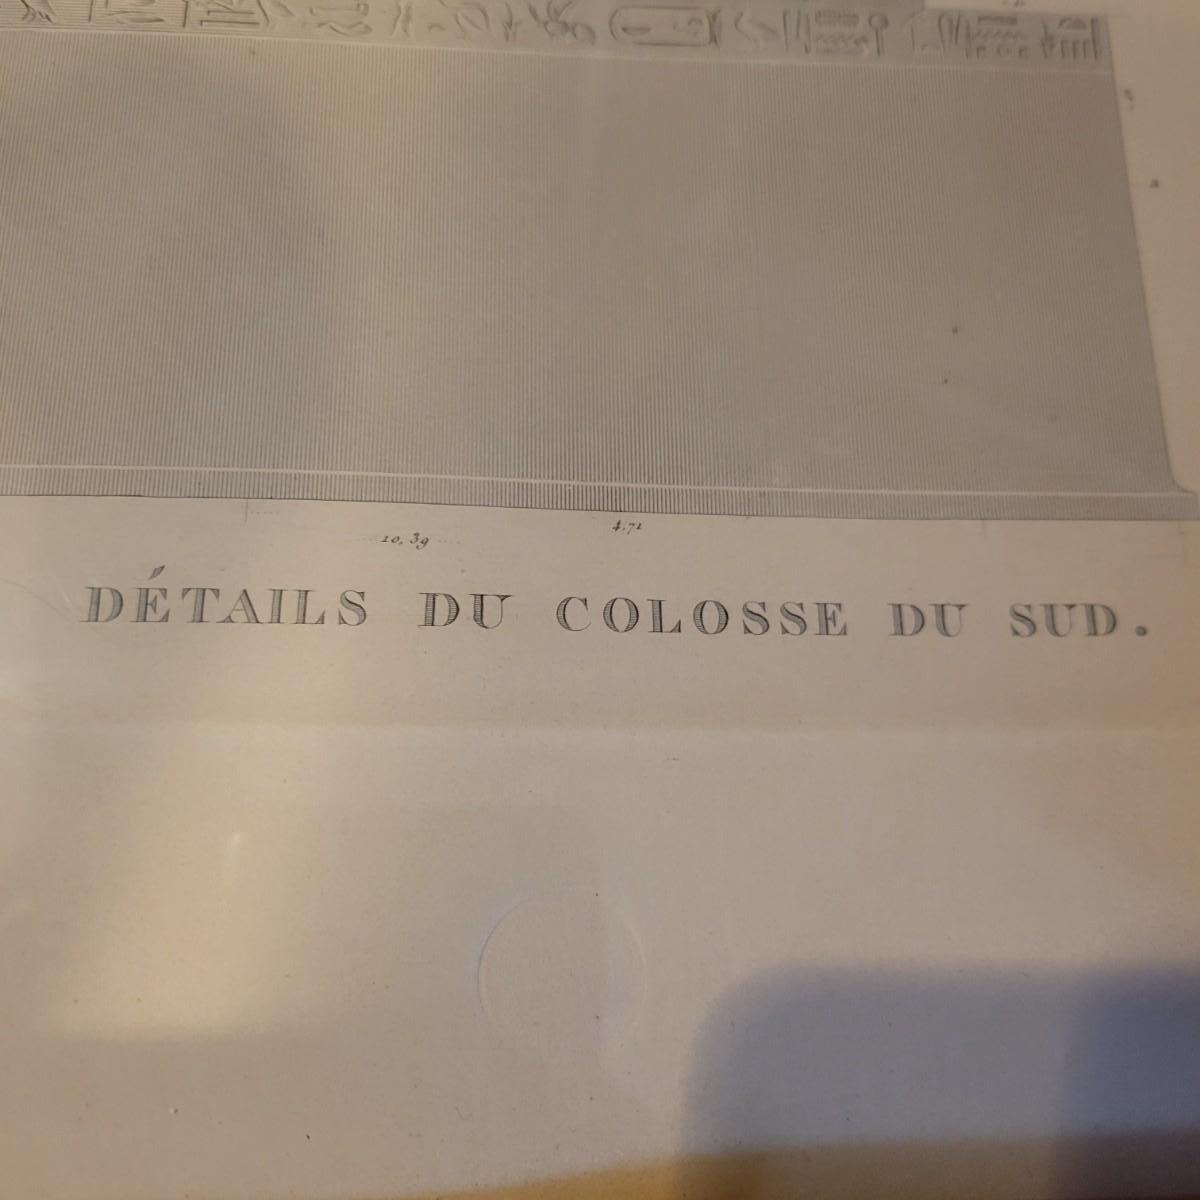 4,71
10, 39
DÉTAILS DU COLOSSE DU SUD.